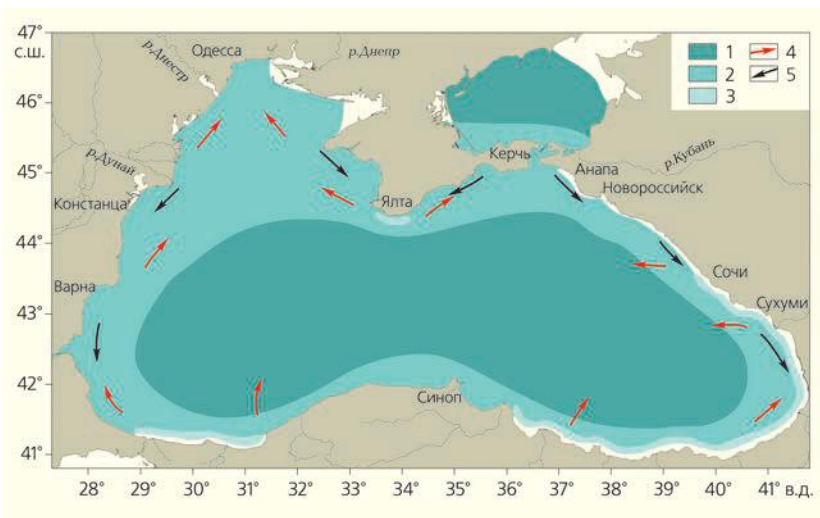 47°
с.ш.
46°
45°
44°
43°
42°
41°
28° 29° 30° 31° 32° 33° 34° 35° 36° 37° 38° 39° 40° 41° в.д.
1 4
2 5
3
Одесса
р.Днепр
р.Днестр
р.Дунай
Керчь
Анапа
р.Кубань
Новороссийск
Констанца
Ялта
Варна
Сочи
Сухуми
Синоп